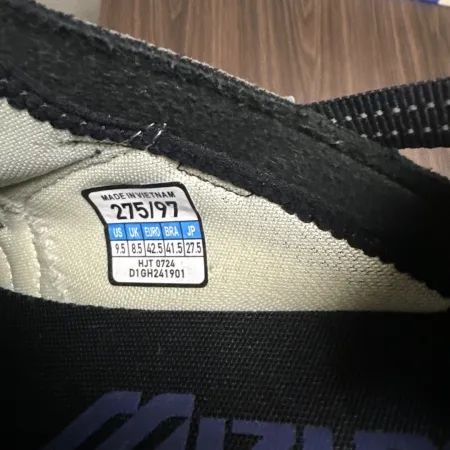 MADE IN VIETNAM
275/97
US UK EURO BRA JP
9.5 8.5 42.5 41.5 27.5
HJT 0724
D1GH241901
MIZUNO